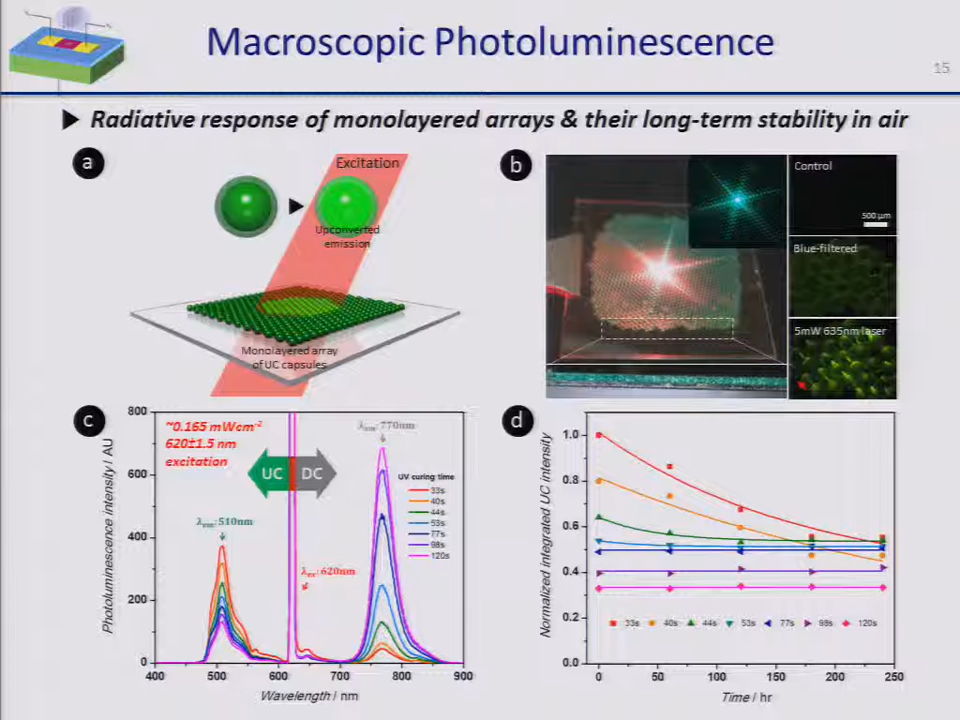 Macroscopic Photoluminescence
15
▶ Radiative response of monolayered arrays & their long-term stability in air
a
Excitation
Upconverted
emission
Monolayered array
of UC capsules
b
Control
500 μm
Blue-filtered
5mW 635nm laser
c
Photoluminescence intensity / AU
800
600
400
200
0
~0.165 mWcm⁻²
620±1.5 nm
excitation
UC
DC
λem: 510nm
λex: 620nm
λem: 770nm
UV curing time
33s
40s
44s
53s
77s
98s
120s
400
500
600
700
800
900
Wavelength / nm
d
Normalized integrated UC intensity
1.0
0.8
0.6
0.4
0.2
0.0
33s
40s
44s
53s
77s
98s
120s
0
50
100
150
200
250
Time / hr